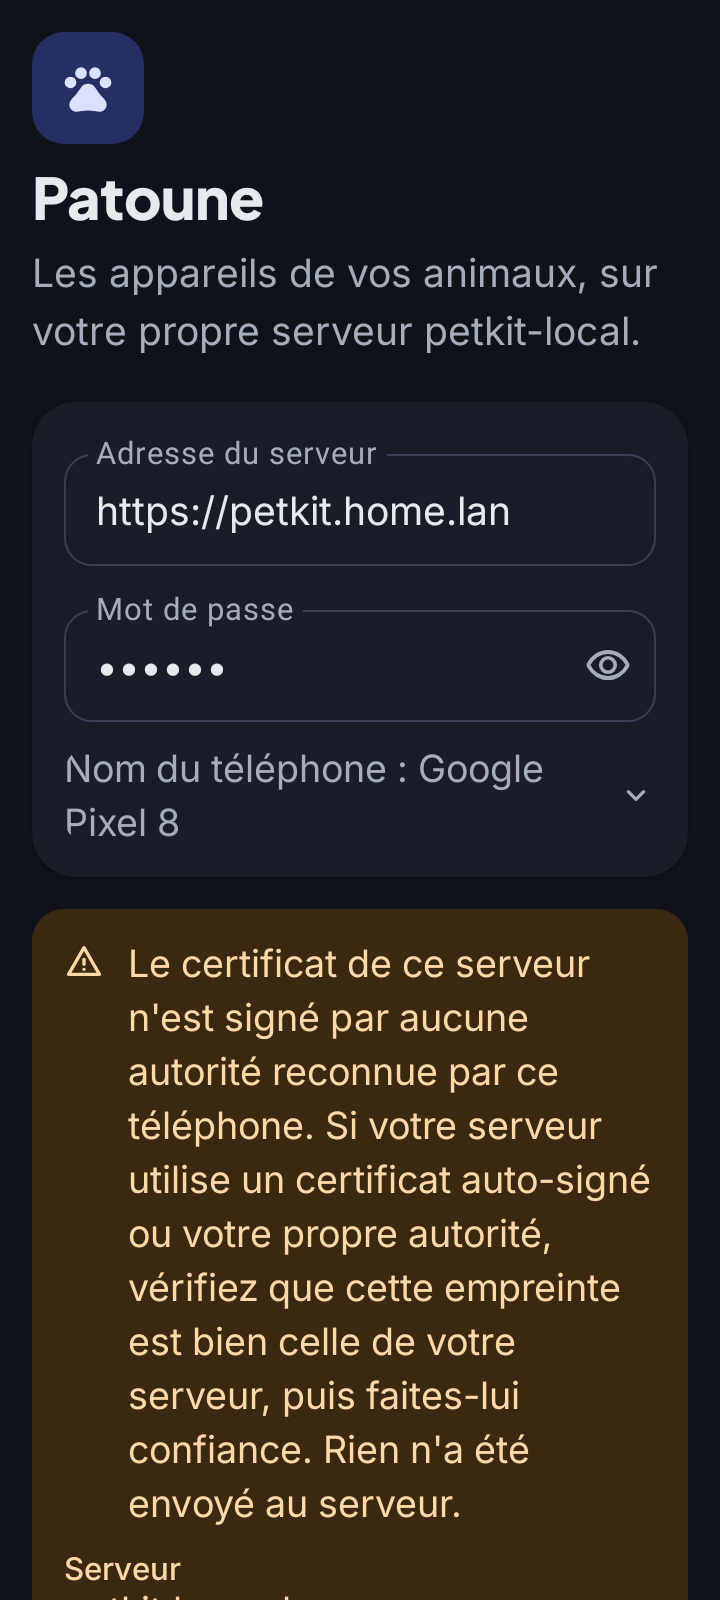 Patoune
Les appareils de vos animaux, sur
votre propre serveur petkit-local.
Adresse du serveur
https://petkit.home.lan
Mot de passe
••••••
Nom du téléphone : Google
Pixel 8
Le certificat de ce serveur
n'est signé par aucune
autorité reconnue par ce
téléphone. Si votre serveur
utilise un certificat auto-signé
ou votre propre autorité,
vérifiez que cette empreinte
est bien celle de votre
serveur, puis faites-lui
confiance. Rien n'a été
envoyé au serveur.
Serveur